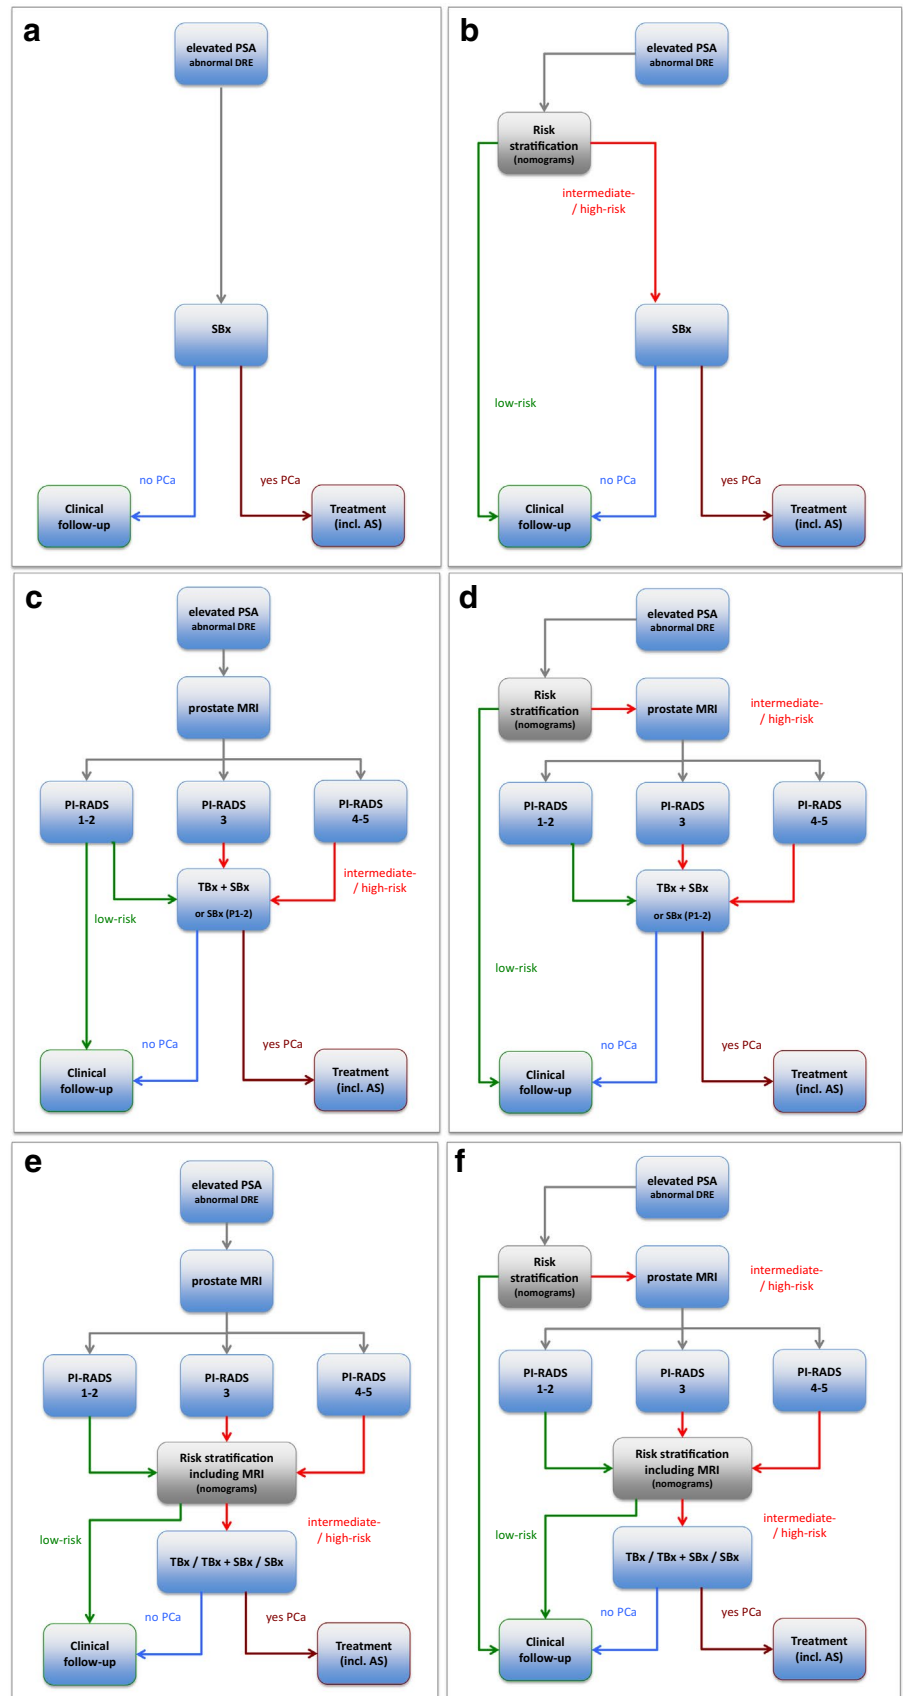 a
elevated PSA
abnormal DRE
SBx
no PCa
yes PCa
Clinical
follow-up
Treatment
(incl. AS)
b
elevated PSA
abnormal DRE
Risk
stratification
(nomograms)
intermediate-
/ high-risk
SBx
low-risk
no PCa
yes PCa
Clinical
follow-up
Treatment
(incl. AS)
c
elevated PSA
abnormal DRE
prostate MRI
PI-RADS
1-2
PI-RADS
3
PI-RADS
4-5
intermediate-
/ high-risk
TBx + SBx
or SBx (P1-2)
low-risk
no PCa
yes PCa
Clinical
follow-up
Treatment
(incl. AS)
d
elevated PSA
abnormal DRE
Risk
stratification
(nomograms)
prostate MRI
intermediate-
/ high-risk
PI-RADS
1-2
PI-RADS
3
PI-RADS
4-5
TBx + SBx
or SBx (P1-2)
low-risk
no PCa
yes PCa
Clinical
follow-up
Treatment
(incl. AS)
e
elevated PSA
abnormal DRE
prostate MRI
PI-RADS
1-2
PI-RADS
3
PI-RADS
4-5
Risk stratification
including MRI
(nomograms)
low-risk
intermediate-
/ high-risk
TBx / TBx + SBx / SBx
no PCa
yes PCa
Clinical
follow-up
Treatment
(incl. AS)
f
elevated PSA
abnormal DRE
Risk
stratification
(nomograms)
prostate MRI
intermediate-
/ high-risk
PI-RADS
1-2
PI-RADS
3
PI-RADS
4-5
Risk stratification
including MRI
(nomograms)
low-risk
intermediate-
/ high-risk
TBx / TBx + SBx / SBx
no PCa
yes PCa
Clinical
follow-up
Treatment
(incl. AS)